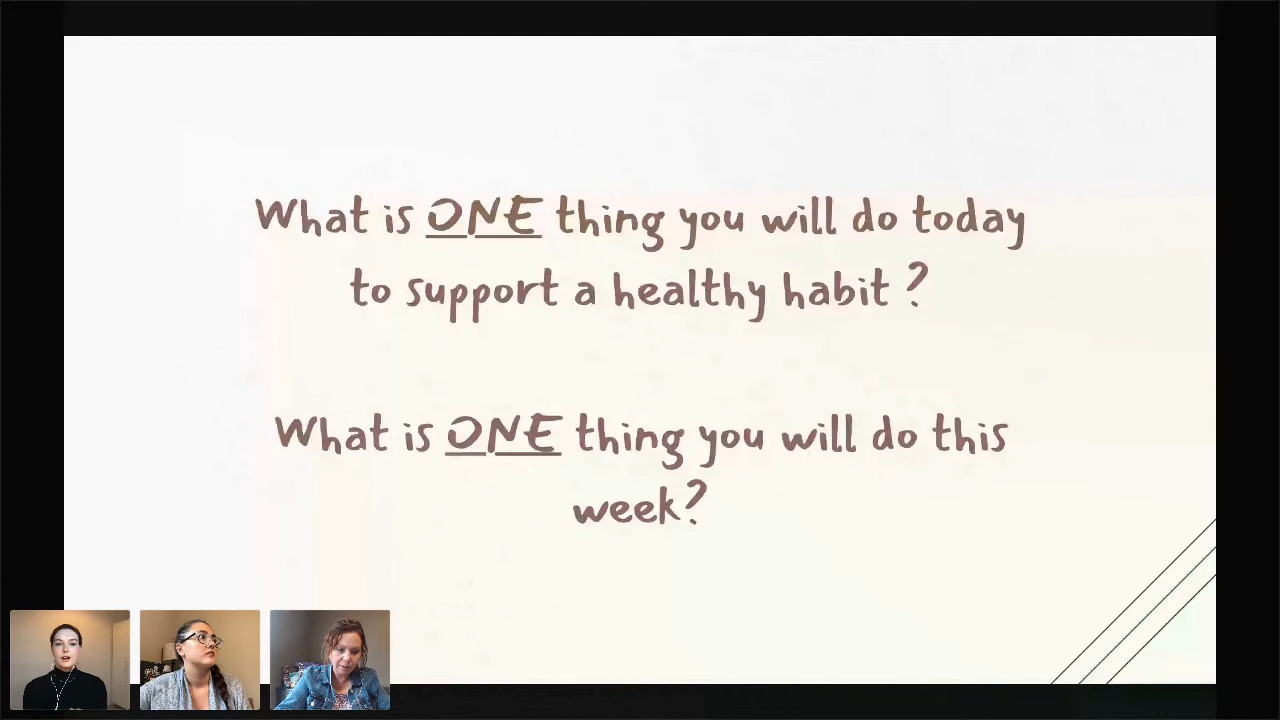 What is ONE thing you will do today
to support a healthy habit ?
What is ONE thing you will do this
week?